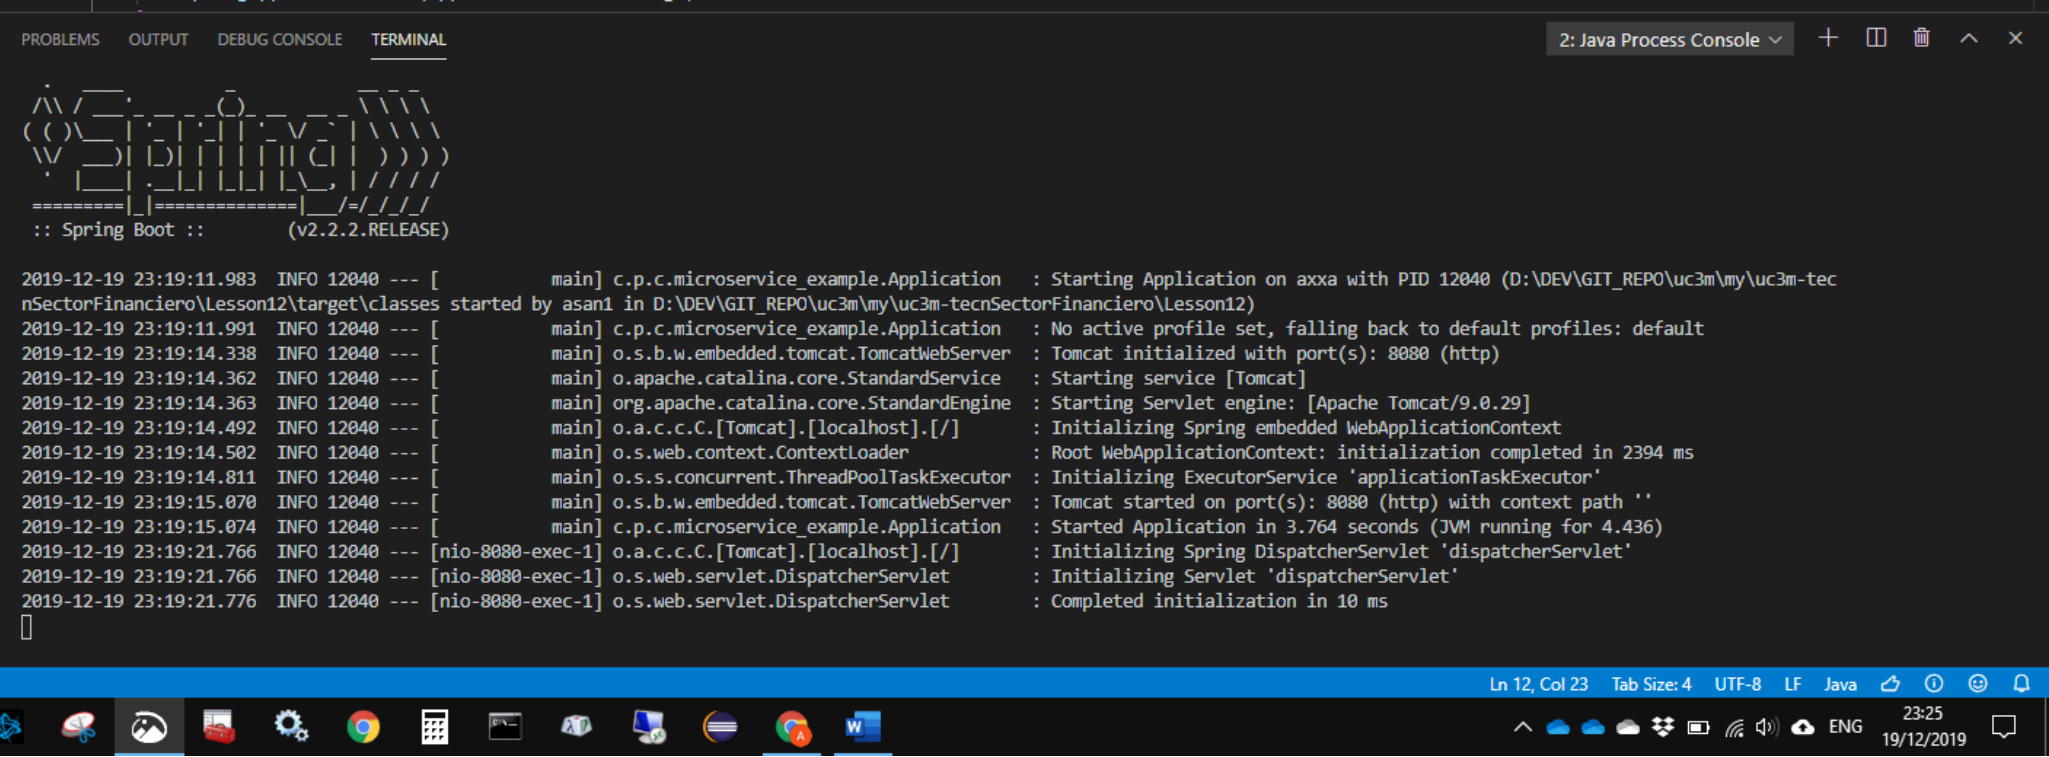 PROBLEMS OUTPUT DEBUG CONSOLE TERMINAL 2: Java Process Console
  .   ____          _            __ _ _
 /\\ / ___'_ __ _ _(_)_ __  __ _ \ \ \ \
( ( )\___ | '_ | '_| | '_ \/ _` | \ \ \ \
 \\/  ___)| |_)| | | | | || (_| |  ) ) ) )
  '  |____| .__|_| |_|_| |_\__, | / / / /
 =========|_|==============|___/=/_/_/_/
 :: Spring Boot ::        (v2.2.2.RELEASE)
2019-12-19 23:19:11.983  INFO 12040 --- [           main] c.p.c.microservice_example.Application   : Starting Application on axxa with PID 12040 (D:\DEV\GIT_REPO\uc3m\my\uc3m-tec
nSectorFinanciero\Lesson12\target\classes started by asan1 in D:\DEV\GIT_REPO\uc3m\my\uc3m-tecnSectorFinanciero\Lesson12)
2019-12-19 23:19:11.991  INFO 12040 --- [           main] c.p.c.microservice_example.Application   : No active profile set, falling back to default profiles: default
2019-12-19 23:19:14.338  INFO 12040 --- [           main] o.s.b.w.embedded.tomcat.TomcatWebServer  : Tomcat initialized with port(s): 8080 (http)
2019-12-19 23:19:14.362  INFO 12040 --- [           main] o.apache.catalina.core.StandardService   : Starting service [Tomcat]
2019-12-19 23:19:14.363  INFO 12040 --- [           main] org.apache.catalina.core.StandardEngine  : Starting Servlet engine: [Apache Tomcat/9.0.29]
2019-12-19 23:19:14.492  INFO 12040 --- [           main] o.a.c.c.C.[Tomcat].[localhost].[/]       : Initializing Spring embedded WebApplicationContext
2019-12-19 23:19:14.502  INFO 12040 --- [           main] o.s.web.context.ContextLoader            : Root WebApplicationContext: initialization completed in 2394 ms
2019-12-19 23:19:14.811  INFO 12040 --- [           main] o.s.s.concurrent.ThreadPoolTaskExecutor  : Initializing ExecutorService 'applicationTaskExecutor'
2019-12-19 23:19:15.070  INFO 12040 --- [           main] o.s.b.w.embedded.tomcat.TomcatWebServer  : Tomcat started on port(s): 8080 (http) with context path ''
2019-12-19 23:19:15.074  INFO 12040 --- [           main] c.p.c.microservice_example.Application   : Started Application in 3.764 seconds (JVM running for 4.436)
2019-12-19 23:19:21.766  INFO 12040 --- [nio-8080-exec-1] o.a.c.c.C.[Tomcat].[localhost].[/]       : Initializing Spring DispatcherServlet 'dispatcherServlet'
2019-12-19 23:19:21.766  INFO 12040 --- [nio-8080-exec-1] o.s.web.servlet.DispatcherServlet        : Initializing Servlet 'dispatcherServlet'
2019-12-19 23:19:21.776  INFO 12040 --- [nio-8080-exec-1] o.s.web.servlet.DispatcherServlet        : Completed initialization in 10 ms
Ln 12, Col 23 Tab Size: 4 UTF-8 LF Java
ENG 23:25
19/12/2019